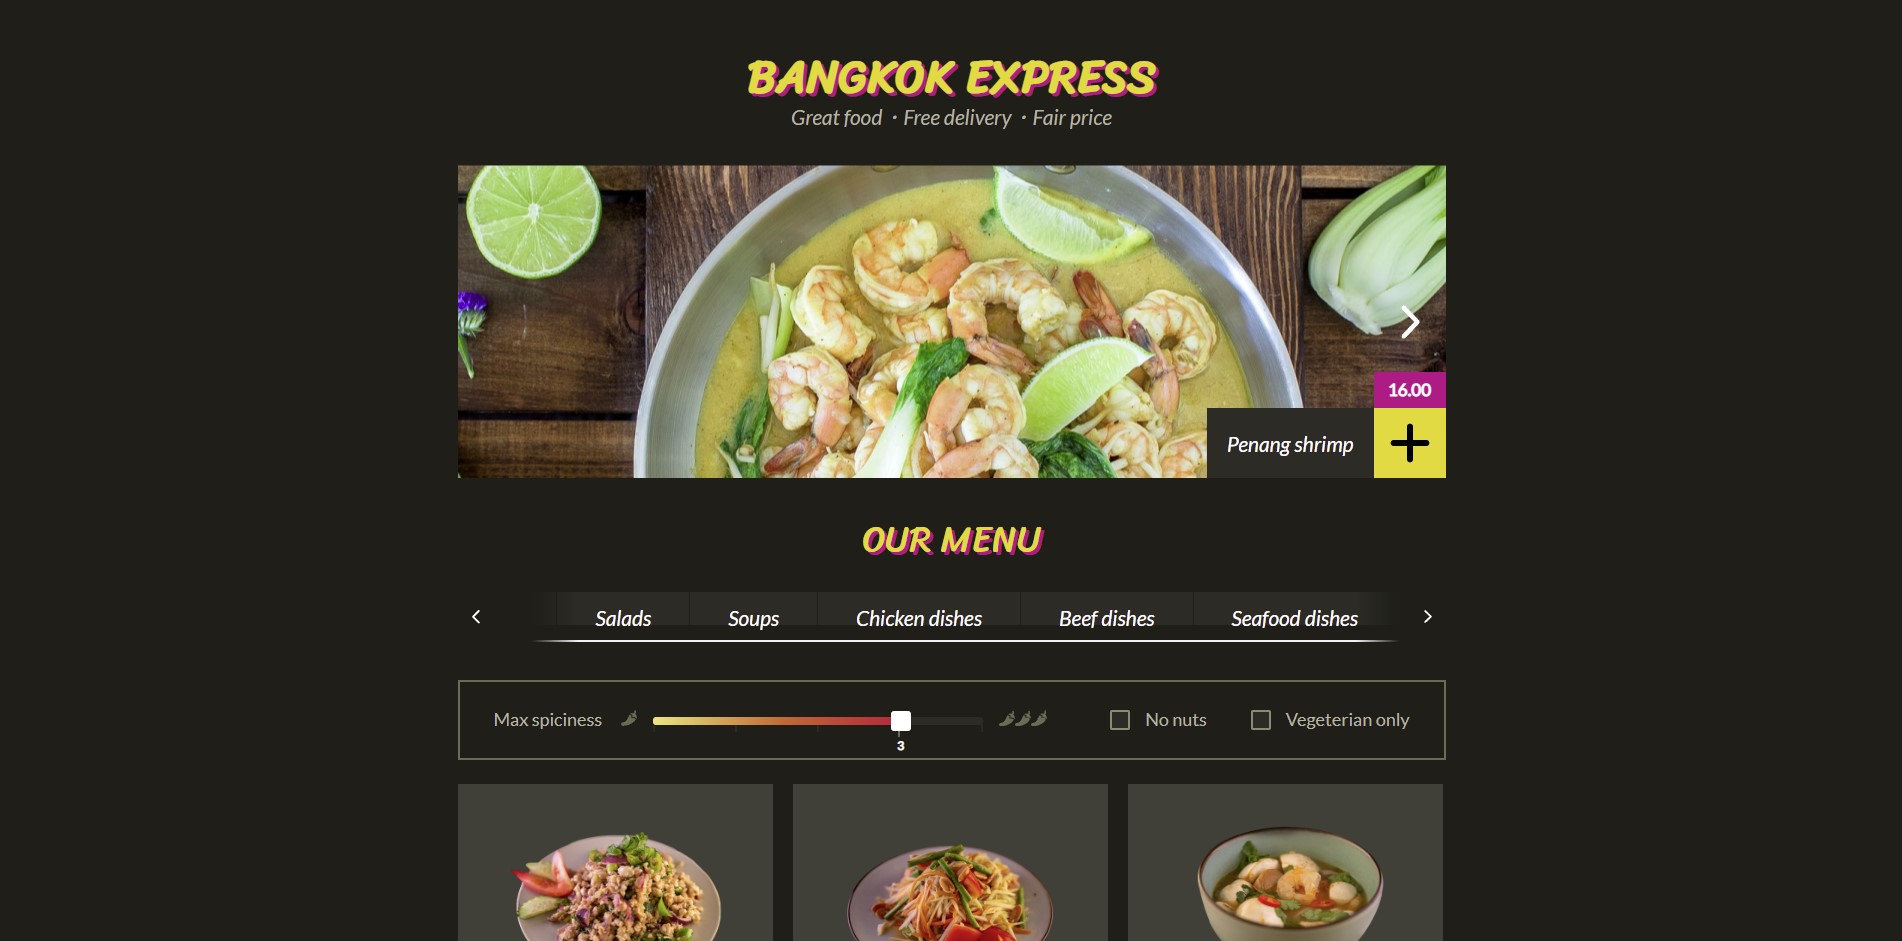 BANGKOK EXPRESS
Great food · Free delivery · Fair price
16.00
Penang shrimp
OUR MENU
Salads Soups Chicken dishes Beef dishes Seafood dishes
Max spiciness No nuts Vegeterian only
3